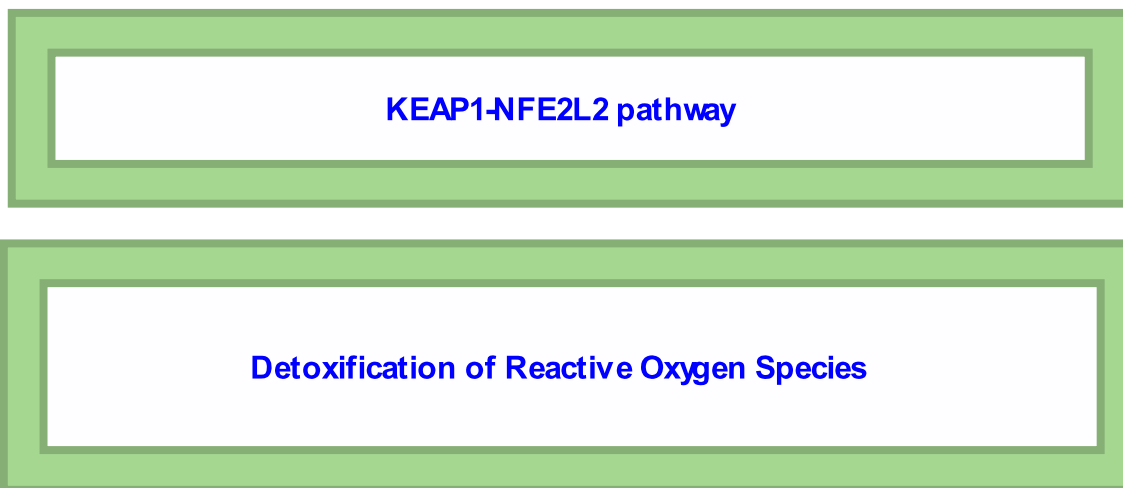 KEAP1-NFE2L2 pathway
Detoxification of Reactive Oxygen Species